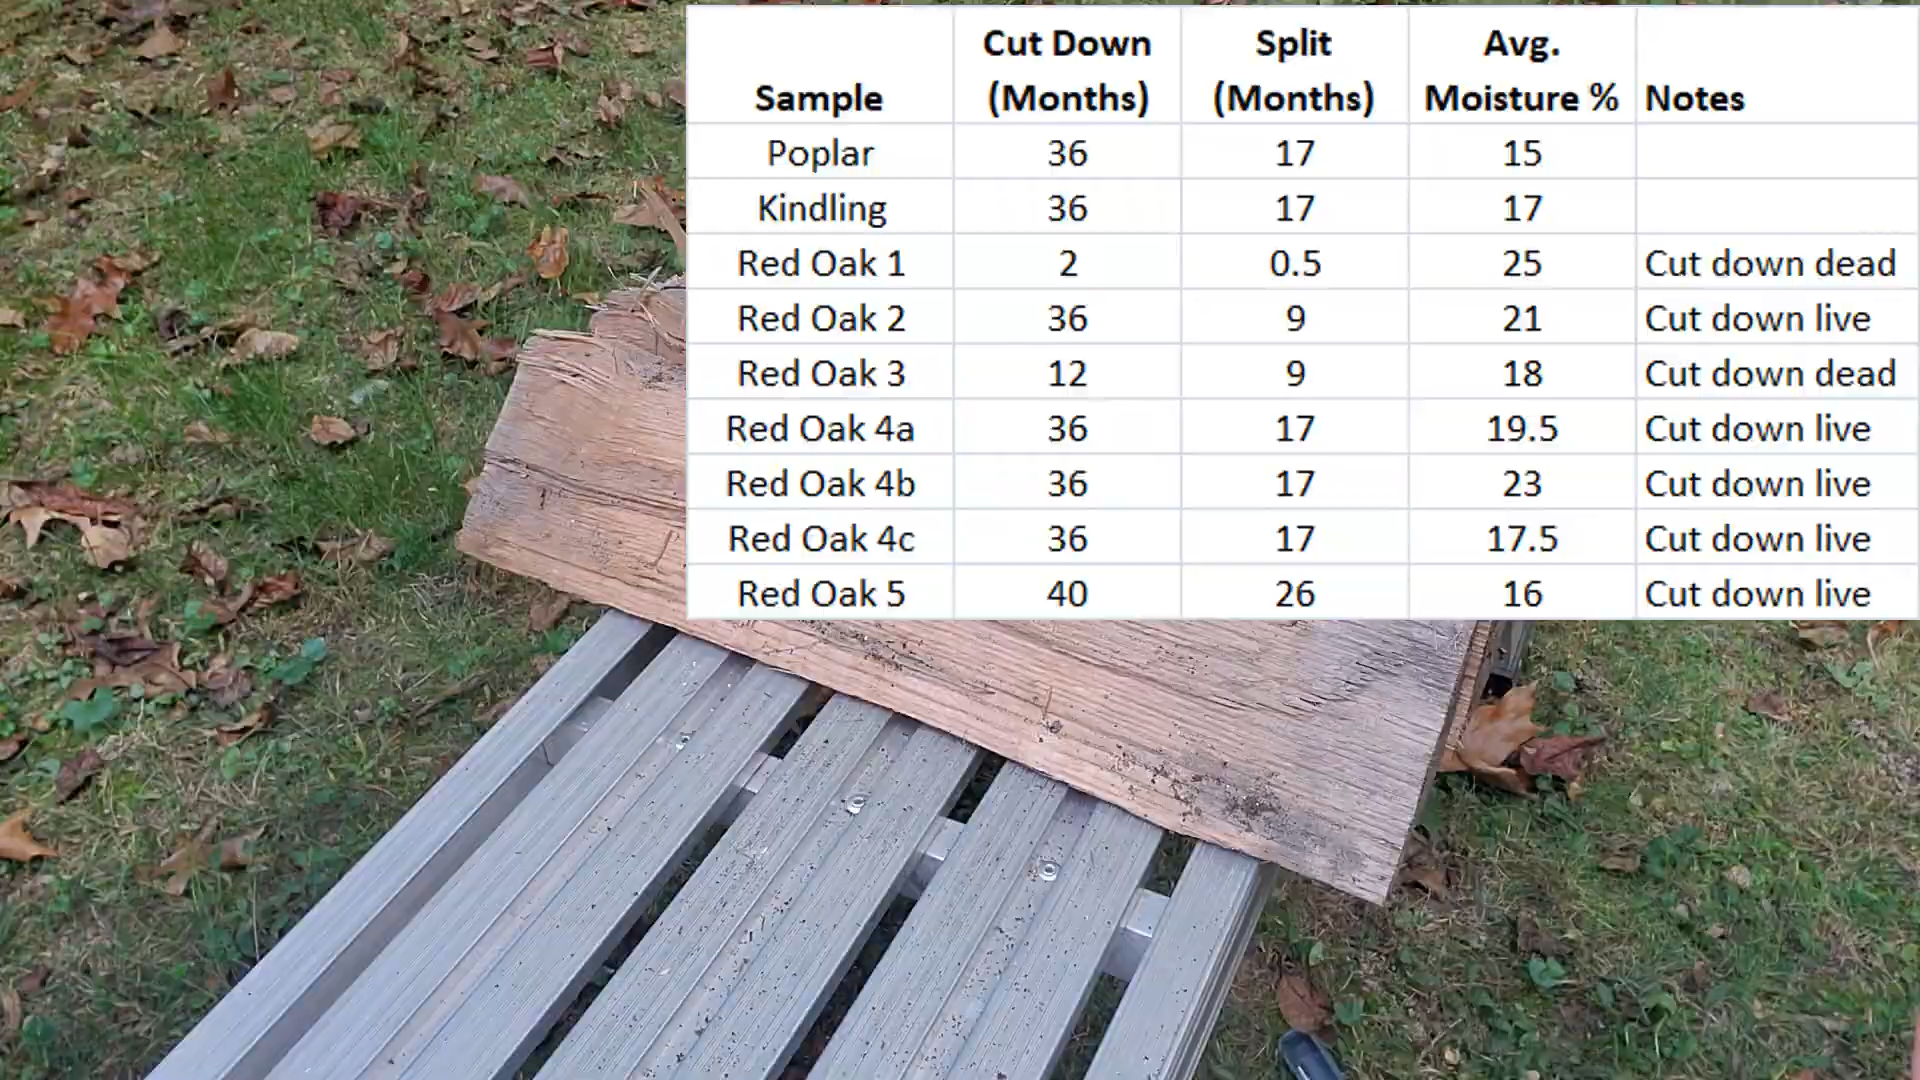 Sample Cut Down (Months) Split (Months) Avg. Moisture % Notes
Poplar 36 17 15
Kindling 36 17 17
Red Oak 1 2 0.5 25 Cut down dead
Red Oak 2 36 9 21 Cut down live
Red Oak 3 12 9 18 Cut down dead
Red Oak 4a 36 17 19.5 Cut down live
Red Oak 4b 36 17 23 Cut down live
Red Oak 4c 36 17 17.5 Cut down live
Red Oak 5 40 26 16 Cut down live